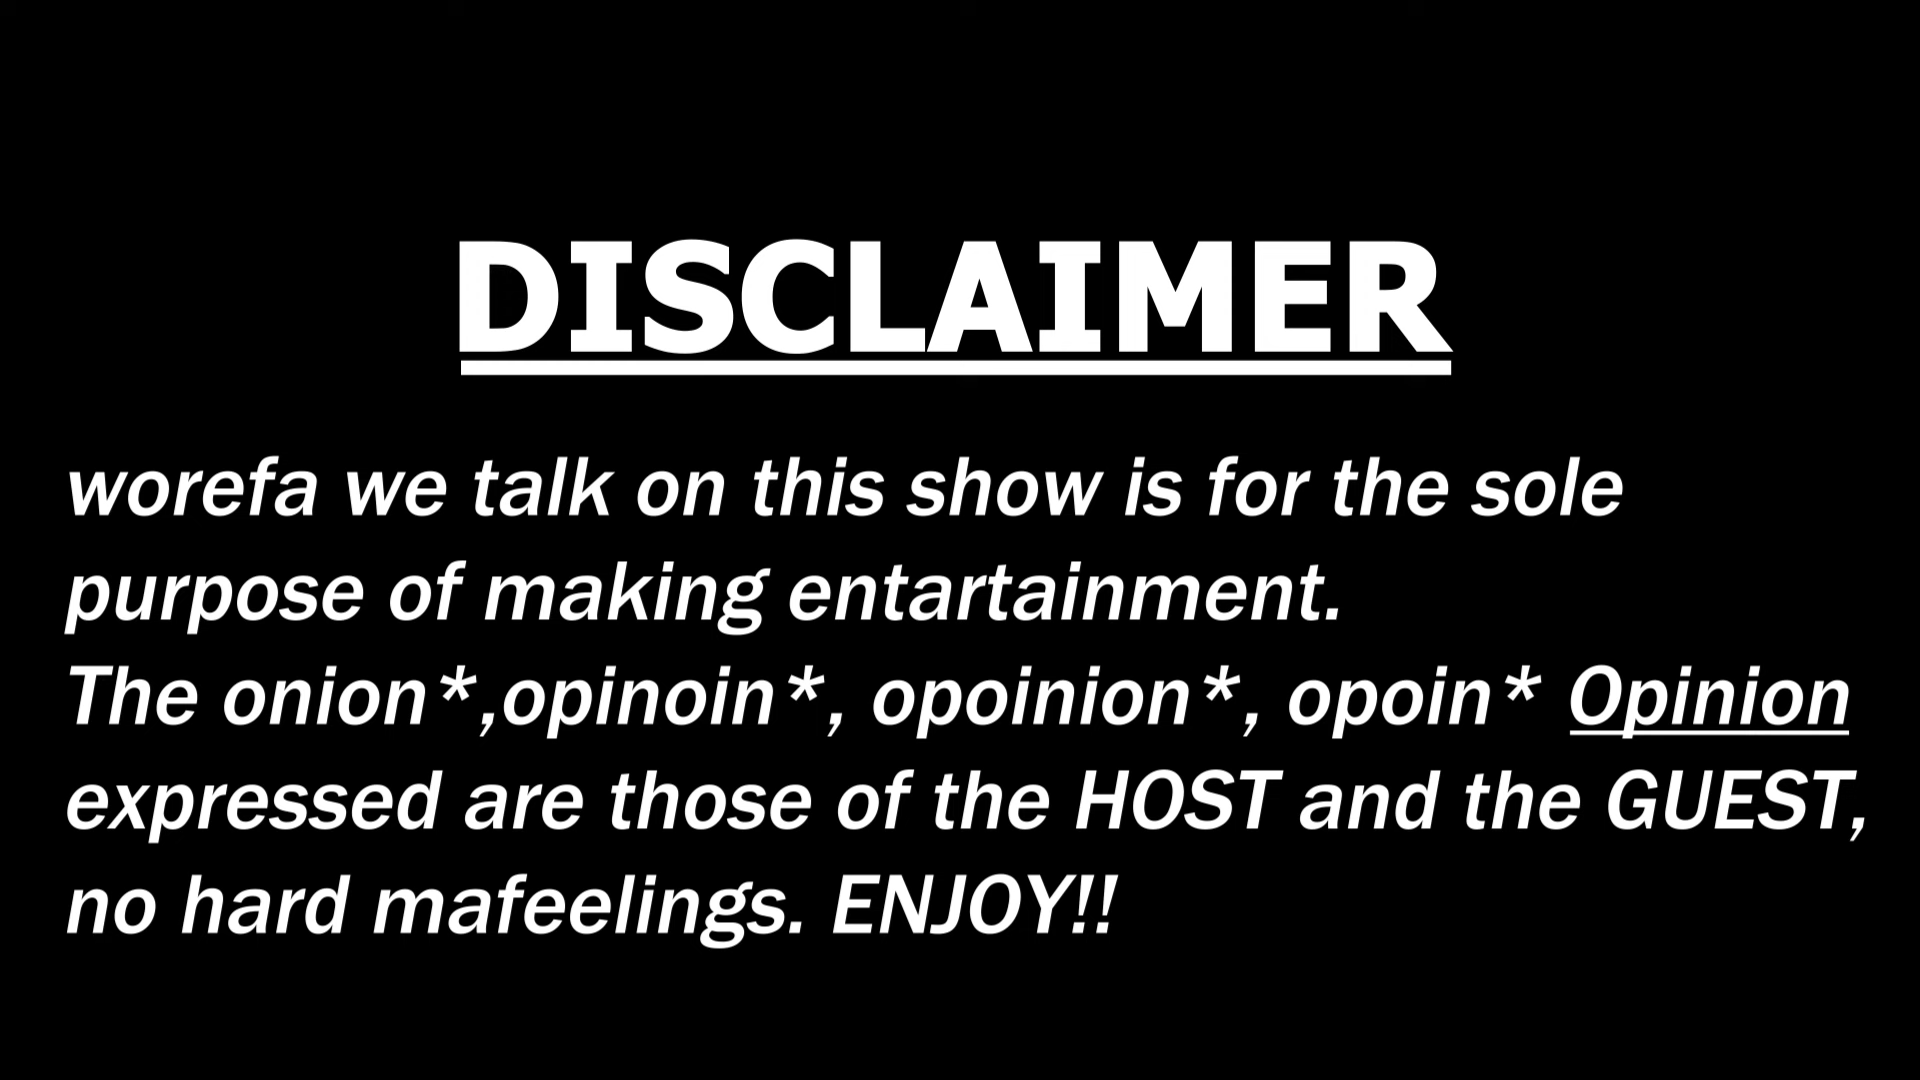 DISCLAIMER
worefa we talk on this show is for the sole
purpose of making entartainment.
The onion*,opinoin*, opoinion*, opoin* Opinion
expressed are those of the HOST and the GUEST,
no hard mafeelings. ENJOY!!